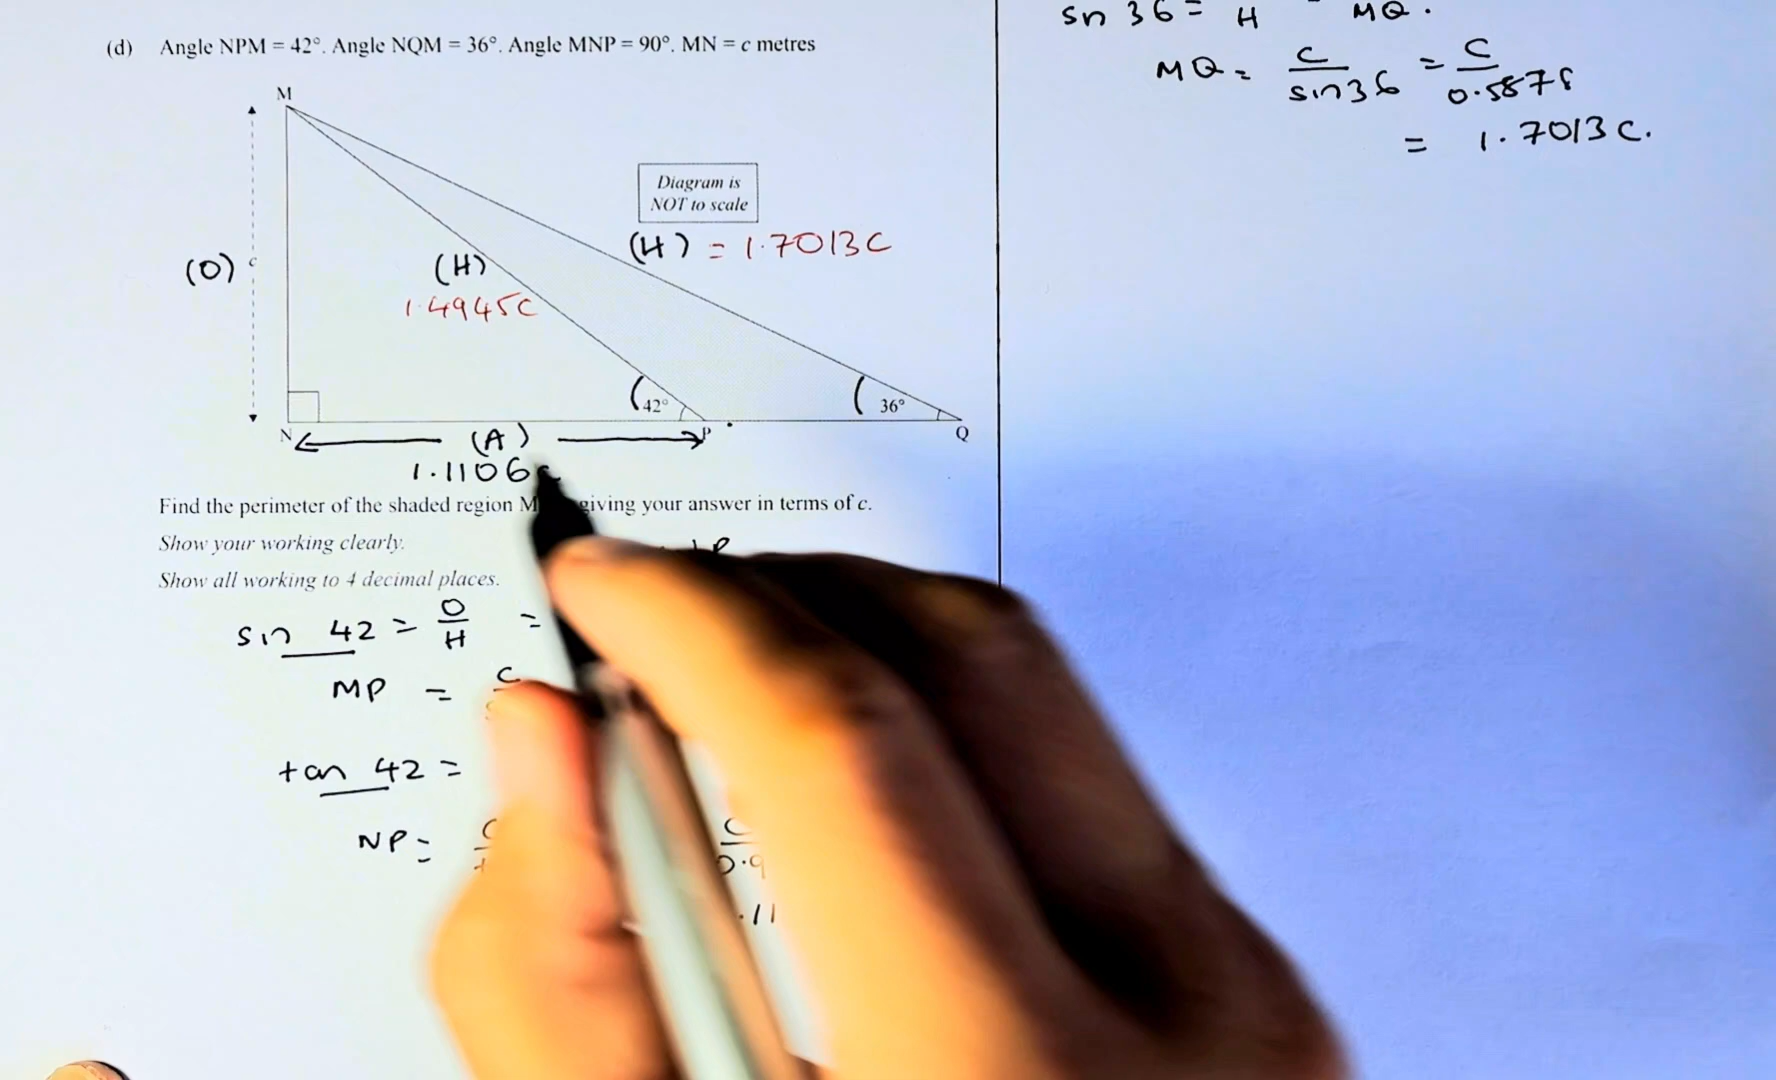 (d) Angle NPM = 42°. Angle NQM = 36°. Angle MNP = 90°. MN = c metres
M
Diagram is
NOT to scale
(H) = 1.7013c
(O)
c
(H)
1.4945c
42°
36°
N
(A)
P
Q
1.1106
Find the perimeter of the shaded region giving your answer in terms of c.
Show your working clearly.
Show all working to 4 decimal places.
sin 42 = O/H =
MP =
tan 42 =
NP =
sn 36 = H MQ.
MQ = c/sin36 = c/0.5878
= 1.7013c.